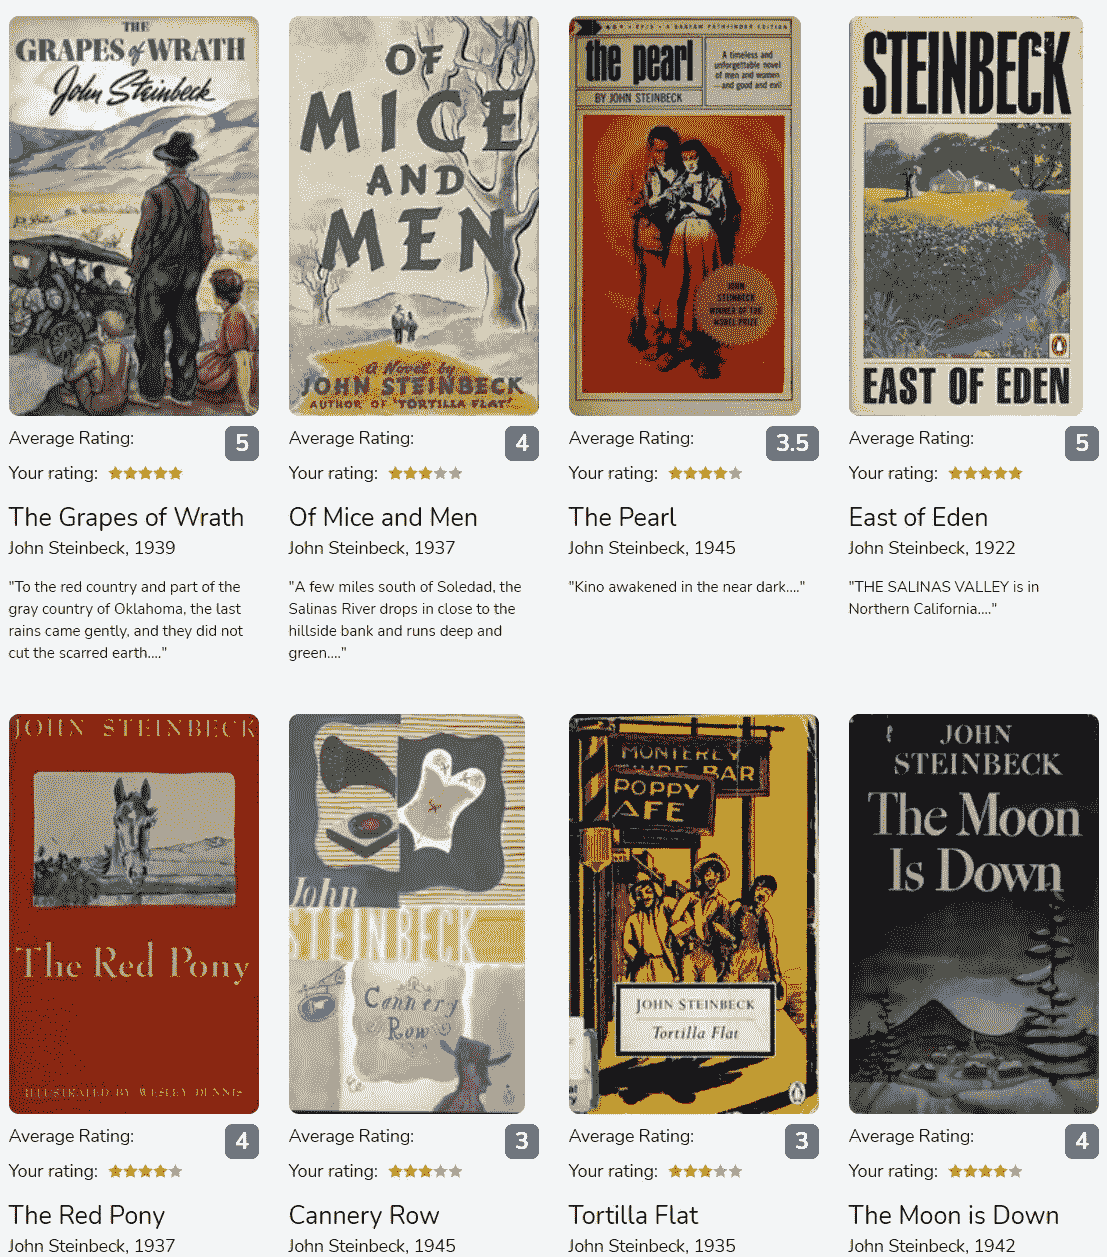 THE
GRAPES of WRATH
John Steinbeck
OF
MICE
AND
MEN
A Novel by
JOHN STEINBECK
AUTHOR OF 'TORTILLA FLAT'
the pearl
BY JOHN STEINBECK
A timeless and
unforgettable novel
of men and women
—and good and evil
JOHN
STEINBECK
WINNER OF THE
NOBEL PRIZE
STEINBECK
EAST OF EDEN
Average Rating:
5
Your rating:
The Grapes of Wrath
John Steinbeck, 1939
"To the red country and part of the
gray country of Oklahoma, the last
rains came gently, and they did not
cut the scarred earth...."
Average Rating:
4
Your rating:
Of Mice and Men
John Steinbeck, 1937
"A few miles south of Soledad, the
Salinas River drops in close to the
hillside bank and runs deep and
green...."
Average Rating:
3.5
Your rating:
The Pearl
John Steinbeck, 1945
"Kino awakened in the near dark...."
Average Rating:
5
Your rating:
East of Eden
John Steinbeck, 1922
"THE SALINAS VALLEY is in
Northern California...."
JOHN STEINBECK
The Red Pony
ILLUSTRATED BY WESLEY DENNIS
John
STEINBECK
Cannery
Row
MONTEREY
BAR
POPPY
AFE
JOHN STEINBECK
Tortilla Flat
JOHN
STEINBECK
The Moon
Is Down
Average Rating:
4
Your rating:
The Red Pony
John Steinbeck, 1937
Average Rating:
3
Your rating:
Cannery Row
John Steinbeck, 1945
Average Rating:
3
Your rating:
Tortilla Flat
John Steinbeck, 1935
Average Rating:
4
Your rating:
The Moon is Down
John Steinbeck, 1942